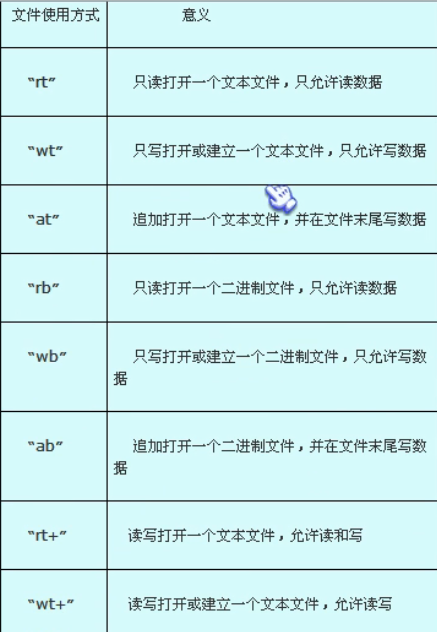 文件使用方式 意义
“rt” 只读打开一个文本文件，只允许读数据
“wt” 只写打开或建立一个文本文件，只允许写数据
“at” 追加打开一个文本文件，并在文件末尾写数据
“rb” 只读打开一个二进制文件，只允许读数据
“wb” 只写打开或建立一个二进制文件，只允许写数
据
“ab” 追加打开一个二进制文件，并在文件末尾写数
据
“rt+” 读写打开一个文本文件，允许读和写
“wt+” 读写打开或建立一个文本文件，允许读写